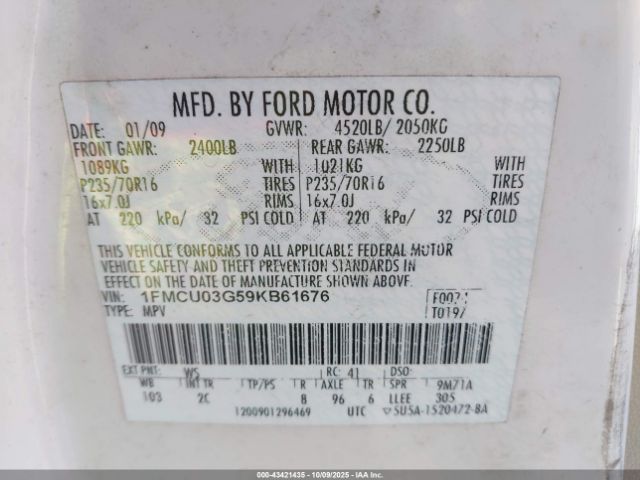 MFD. BY FORD MOTOR CO.
DATE: 01/09 GVWR: 4520LB/ 2050KG
FRONT GAWR: 2400LB REAR GAWR: 2250LB
1089KG WITH 1021KG WITH
P235/70R16 TIRES P235/70R16 TIRES
16x7.0J RIMS 16x7.0J RIMS
AT 220 kPa/ 32 PSI COLD AT 220 kPa/ 32 PSI COLD
THIS VEHICLE CONFORMS TO ALL APPLICABLE FEDERAL MOTOR
VEHICLE SAFETY AND THEFT PREVENTION STANDARDS IN
EFFECT ON THE DATE OF MANUFACTURE SHOWN ABOVE.
VIN: 1FMCU03G59KB61676
TYPE: MPV
EXT PNT: WS RC: 41 DSO:
WB INT TR TP/PS R AXLE TR SPR 9M71A
103 2C 8 96 6 LLEE 305
1200901296469 UTC ▽5U5A-1520472-BA
000-43421435 - 10/09/2025 - IAAI.COM